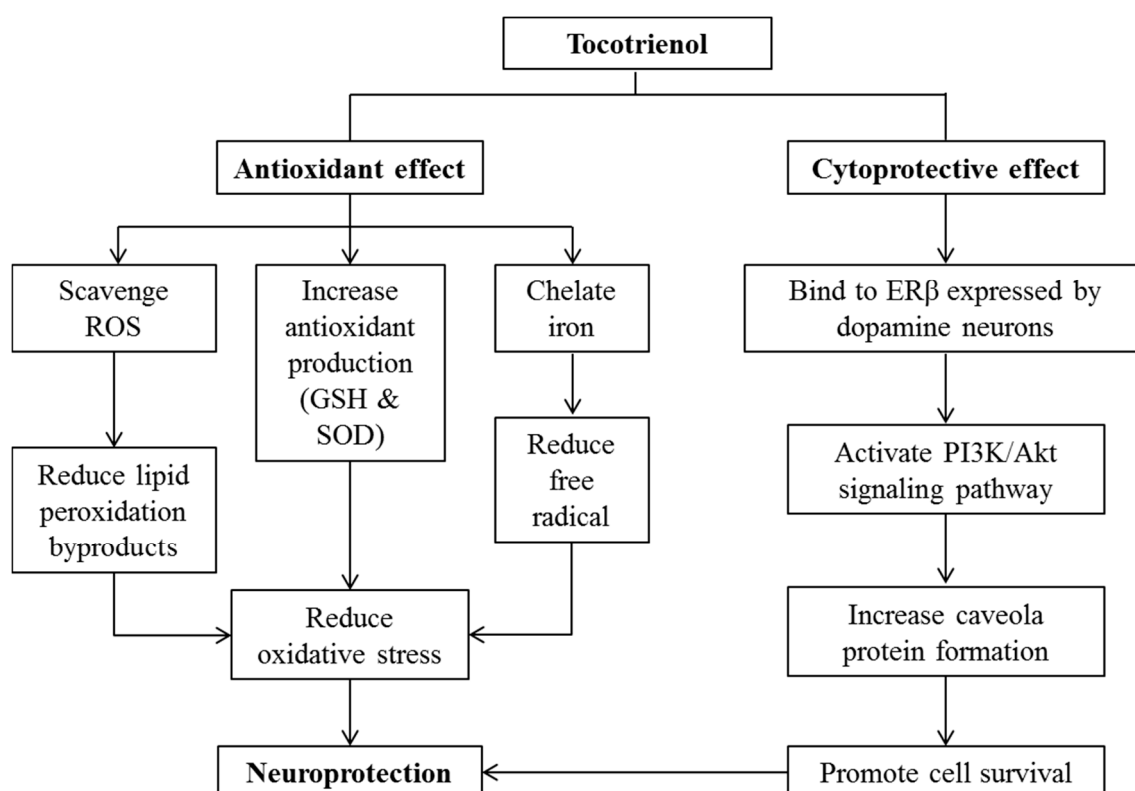 Tocotrienol
Antioxidant effect
Cytoprotective effect
Scavenge
ROS
Increase
antioxidant
production
(GSH &
SOD)
Chelate
iron
Bind to ERβ expressed by
dopamine neurons
Reduce lipid
peroxidation
byproducts
Reduce
free
radical
Activate PI3K/Akt
signaling pathway
Reduce
oxidative stress
Increase caveola
protein formation
Neuroprotection
Promote cell survival